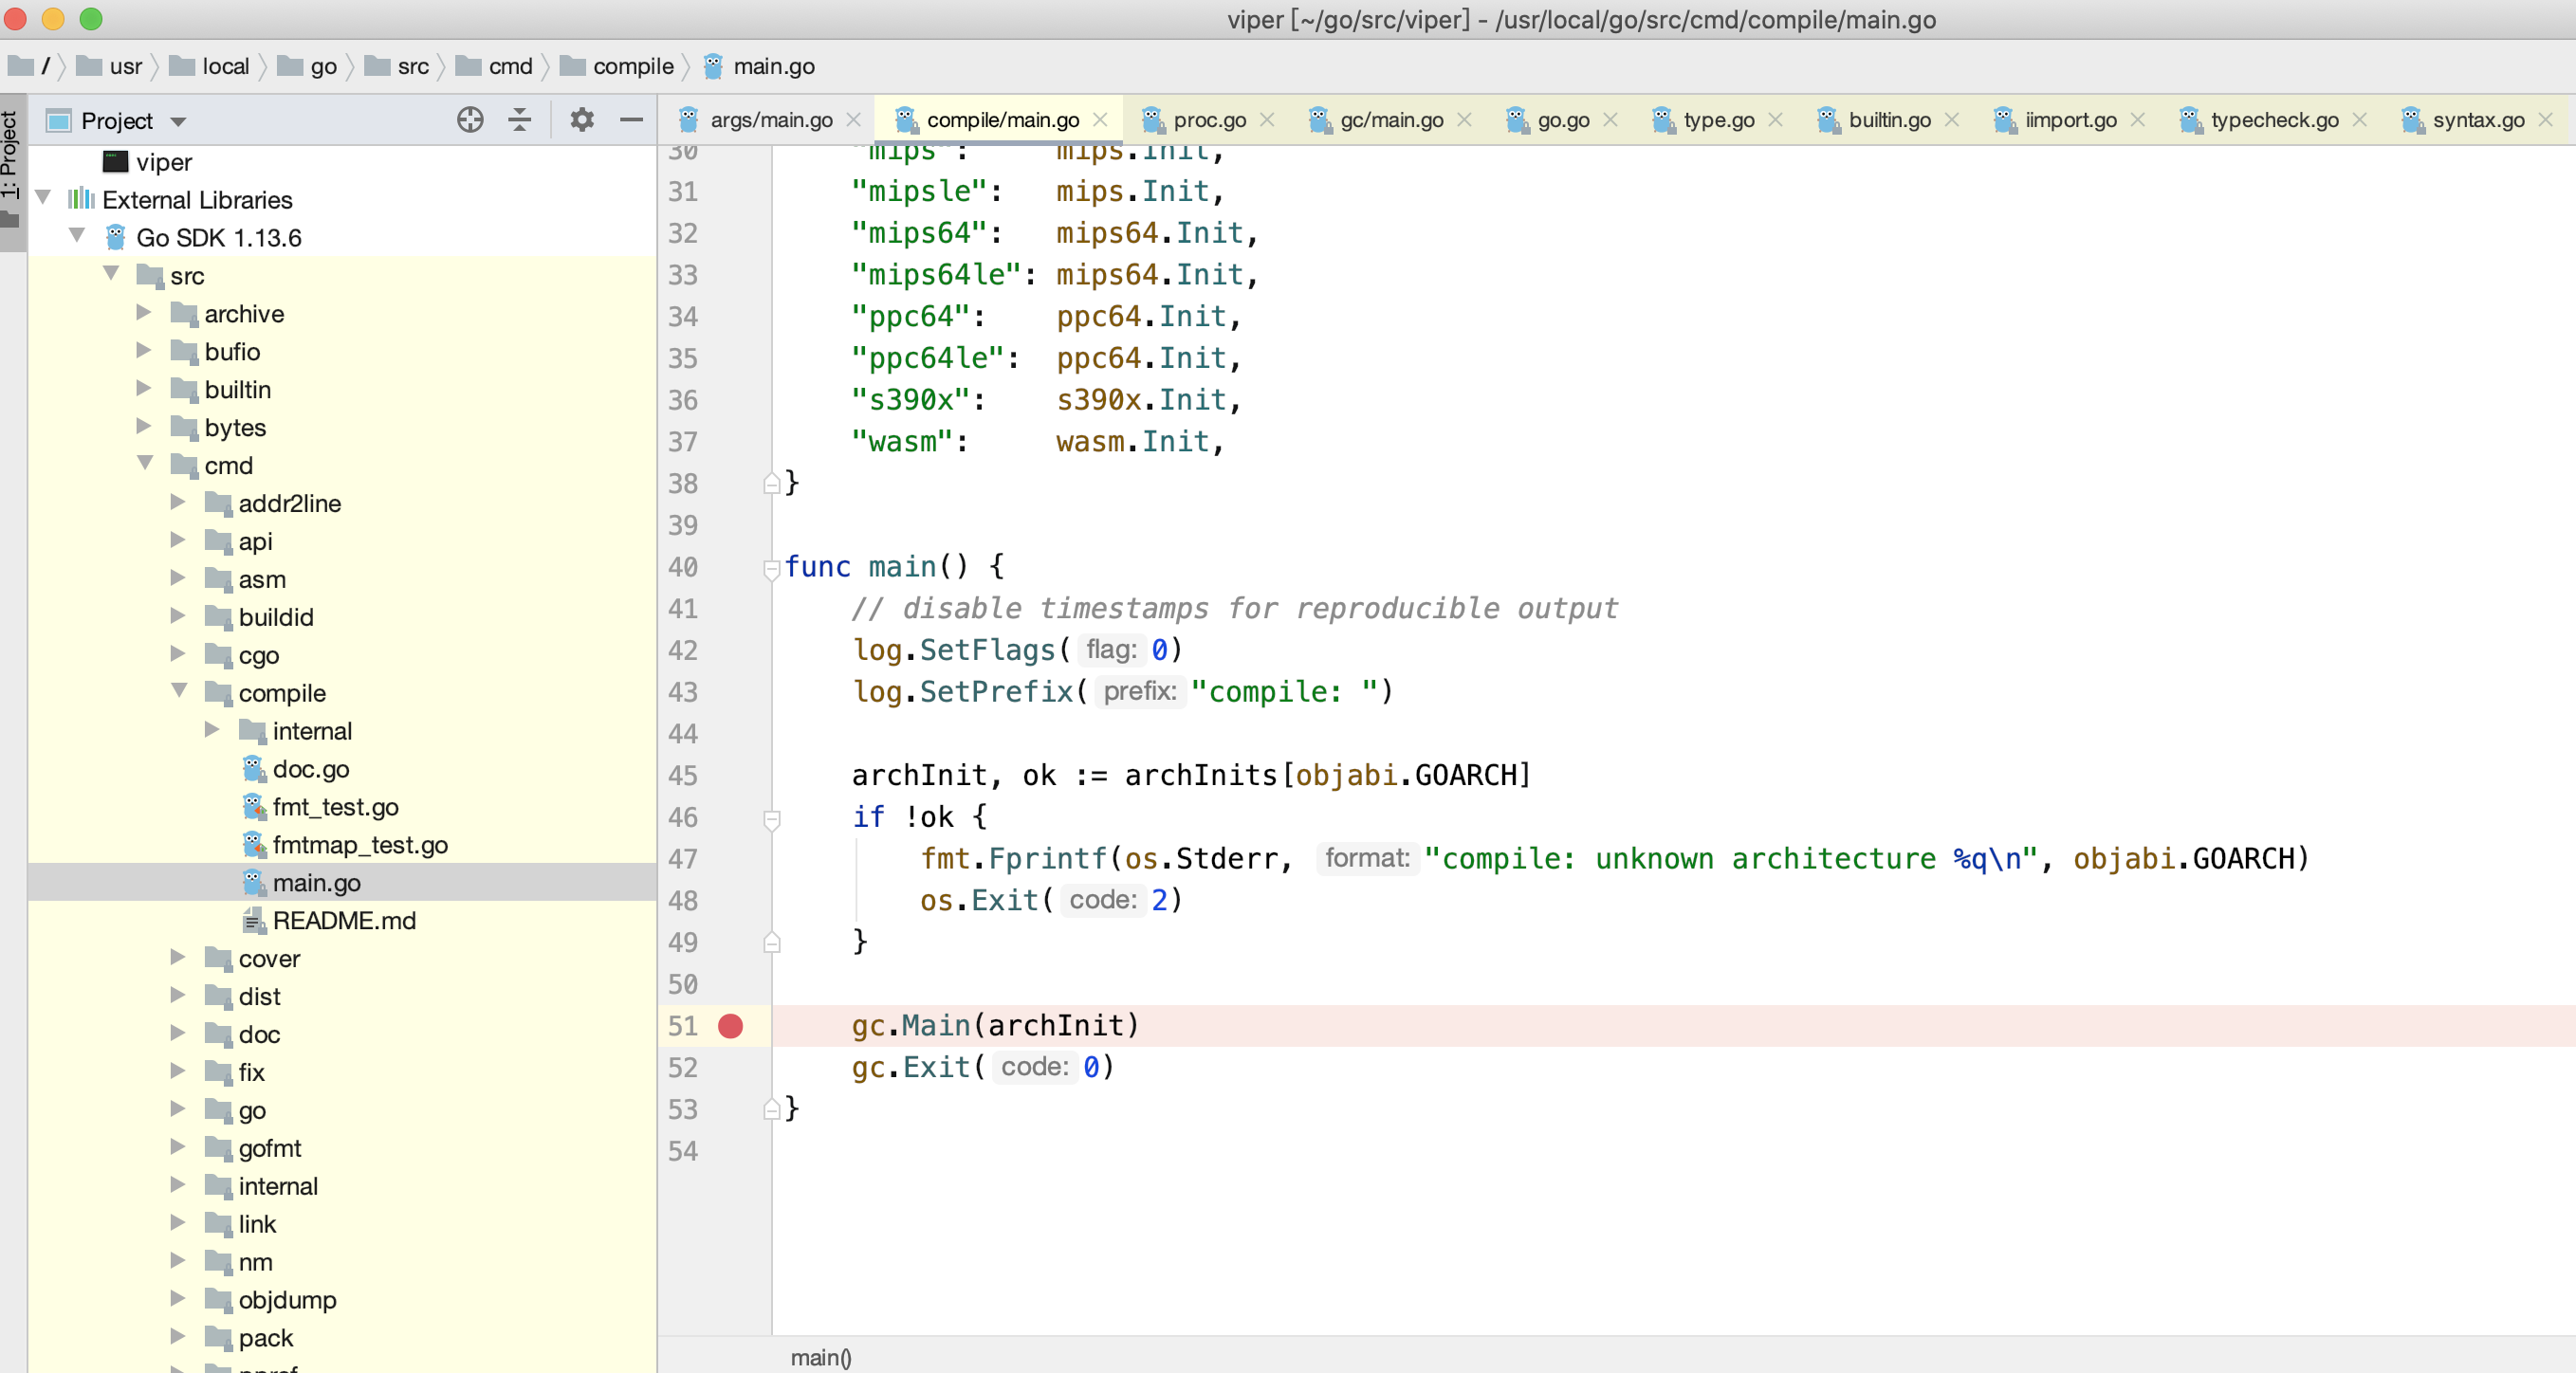 viper [~/go/src/viper] - /usr/local/go/src/cmd/compile/main.go
/ usr local go src cmd compile main.go
1: Project
Project
args/main.go compile/main.go proc.go gc/main.go go.go type.go builtin.go iimport.go typecheck.go syntax.go
viper
External Libraries
Go SDK 1.13.6
src
archive
bufio
builtin
bytes
cmd
addr2line
api
asm
buildid
cgo
compile
internal
doc.go
fmt_test.go
fmtmap_test.go
main.go
README.md
cover
dist
doc
fix
go
gofmt
internal
link
nm
objdump
pack
pprof
30 "mips": mips.Init,
31 "mipsle": mips.Init,
32 "mips64": mips64.Init,
33 "mips64le": mips64.Init,
34 "ppc64": ppc64.Init,
35 "ppc64le": ppc64.Init,
36 "s390x": s390x.Init,
37 "wasm": wasm.Init,
38 }
39
40 func main() {
41 // disable timestamps for reproducible output
42 log.SetFlags( flag: 0)
43 log.SetPrefix( prefix: "compile: ")
44
45 archInit, ok := archInits[objabi.GOARCH]
46 if !ok {
47 fmt.Fprintf(os.Stderr, format: "compile: unknown architecture %q\n", objabi.GOARCH)
48 os.Exit( code: 2)
49 }
50
51 gc.Main(archInit)
52 gc.Exit( code: 0)
53 }
54
main()